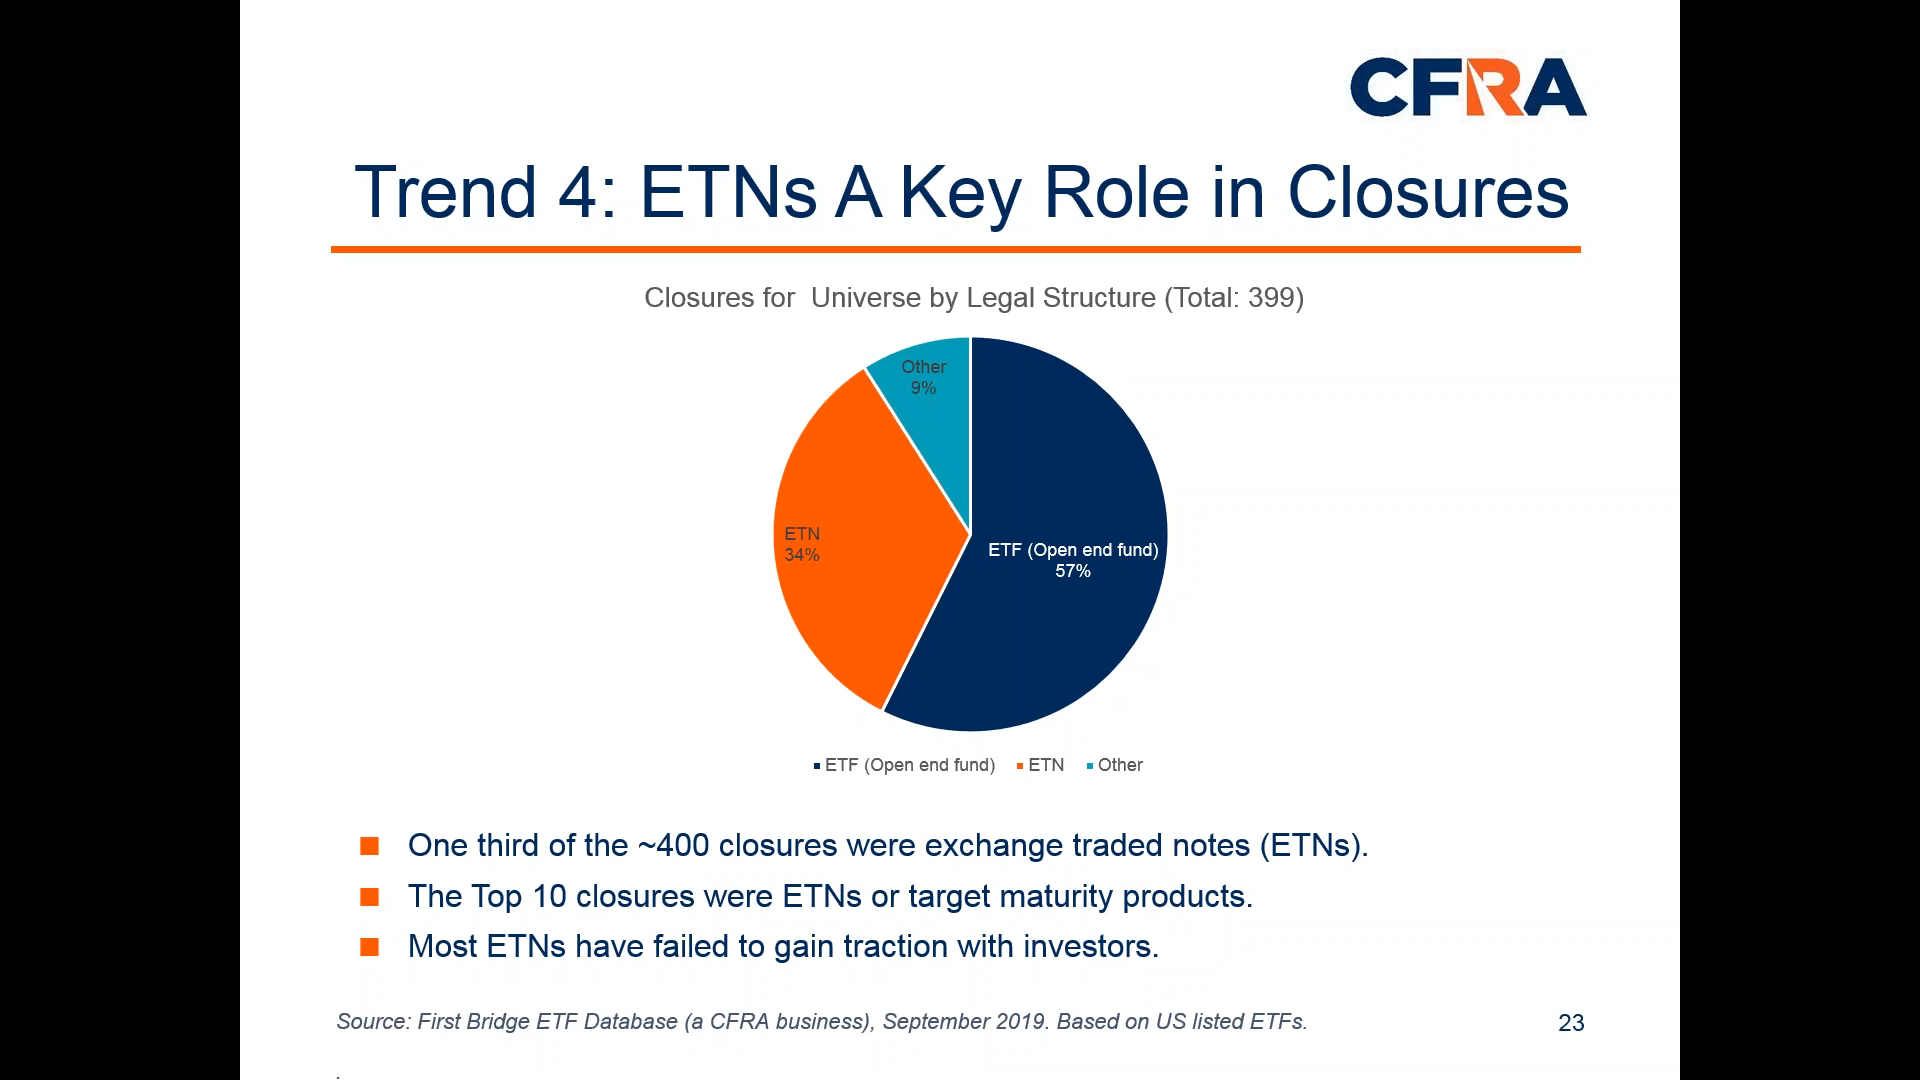 CFRA
Trend 4: ETNs A Key Role in Closures
Closures for  Universe by Legal Structure (Total: 399)
Other
9%
ETN
34%
ETF (Open end fund)
57%
ETF (Open end fund) ETN Other
One third of the ~400 closures were exchange traded notes (ETNs).
The Top 10 closures were ETNs or target maturity products.
Most ETNs have failed to gain traction with investors.
Source: First Bridge ETF Database (a CFRA business), September 2019. Based on US listed ETFs.
23